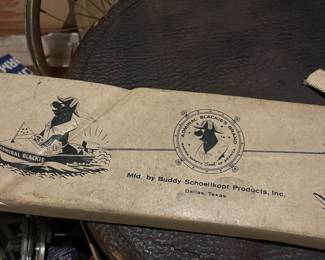 ADMIRAL BLACKIE
ADMIRAL BLACKIE'S BRAND
Mfd. by Buddy Schoellkopf Products, Inc.
Dallas, Texas